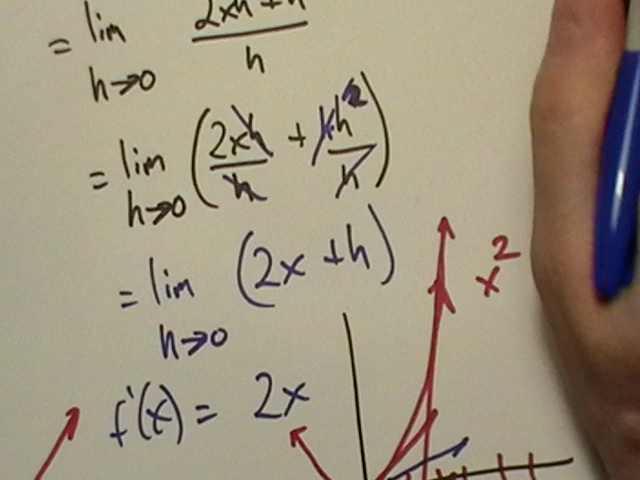 = lim 2xh + h
h→0 h
= lim (2xh/h + h²/h)
h→0
= lim (2x + h)
h→0
x²
f'(x) = 2x